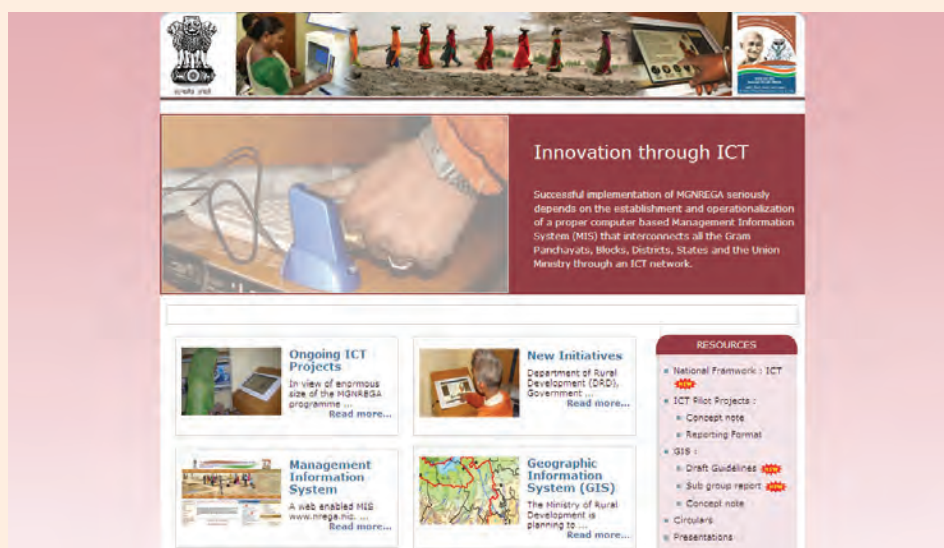 सत्यमेव जयते
Innovation through ICT
Successful implementation of MGNREGA seriously
depends on the establishment and operationalization
of a proper computer based Management Information
System (MIS) that interconnects all the Gram
Panchayats, Blocks, Districts, States and the Union
Ministry through an ICT network.
Ongoing ICT
Projects
In view of enormous
size of the MGNREGA
programme ...
Read more...
New Initiatives
Department of Rural
Development (DRD),
Government ...
Read more...
Management
Information
System
A web enabled MIS
www.nrega.nic. ...
Read more...
Geographic
Information
System (GIS)
The Ministry of Rural
Development is
planning to ...
Read more...
RESOURCES
National Framwork : ICT
NEW
ICT Pilot Projects :
Concept note
Reporting Format
GIS :
Draft Guidelines NEW
Sub group report NEW
Concept note
Circulars
Presentations